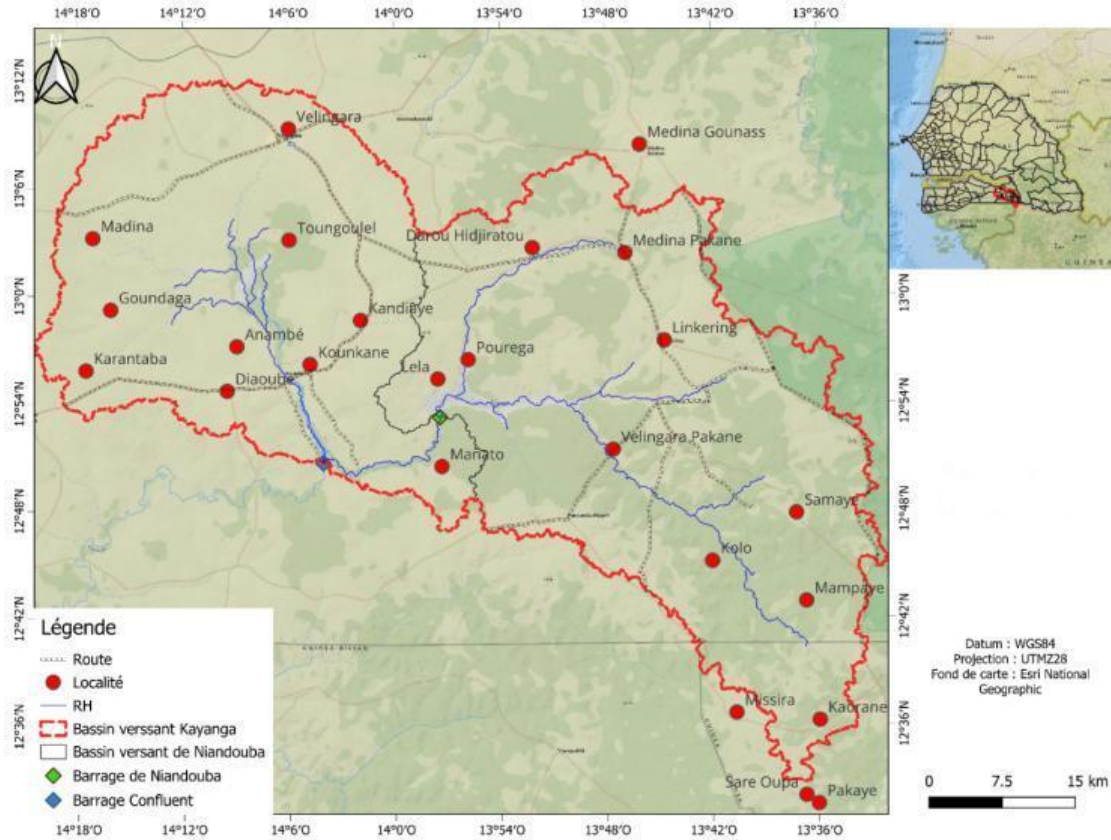 14°18'W 14°12'W 14°6'W 14°0'W 13°54'W 13°48'W 13°42'W 13°36'W
N
13°12'N
13°6'N
13°0'N
12°54'N
12°48'N
12°42'N
12°36'N
Velingara
Medina Gounass
Madina
Toungoulel
Darou Hidjiratou
Medina Pakane
Goundaga
Kandiaye
Anambé
Linkering
Kounkane
Pourega
Karantaba
Lela
Diaoubé
Velingara Pakane
Manato
Samaye
Kolo
Mampaye
GUINEA BISSAU
Missira
Kaorane
GUINEA
Sare Oupa
Pakaye
13°0'N
12°54'N
12°48'N
12°42'N
12°36'N
Légende
Route
Localité
RH
Bassin verssant Kayanga
Bassin versant de Niandouba
Barrage de Niandouba
Barrage Confluent
Datum : WGS84
Projection : UTMZ28
Fond de carte : Esri National
Geographic
0 7.5 15 km
14°18'W 14°12'W 14°6'W 14°0'W 13°54'W 13°48'W 13°42'W 13°36'W